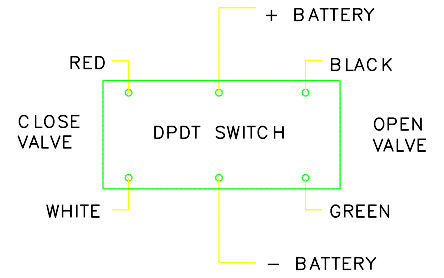 + BATTERY
RED
BLACK
CLOSE
VALVE
DPDT SWITCH
OPEN
VALVE
WHITE
GREEN
- BATTERY